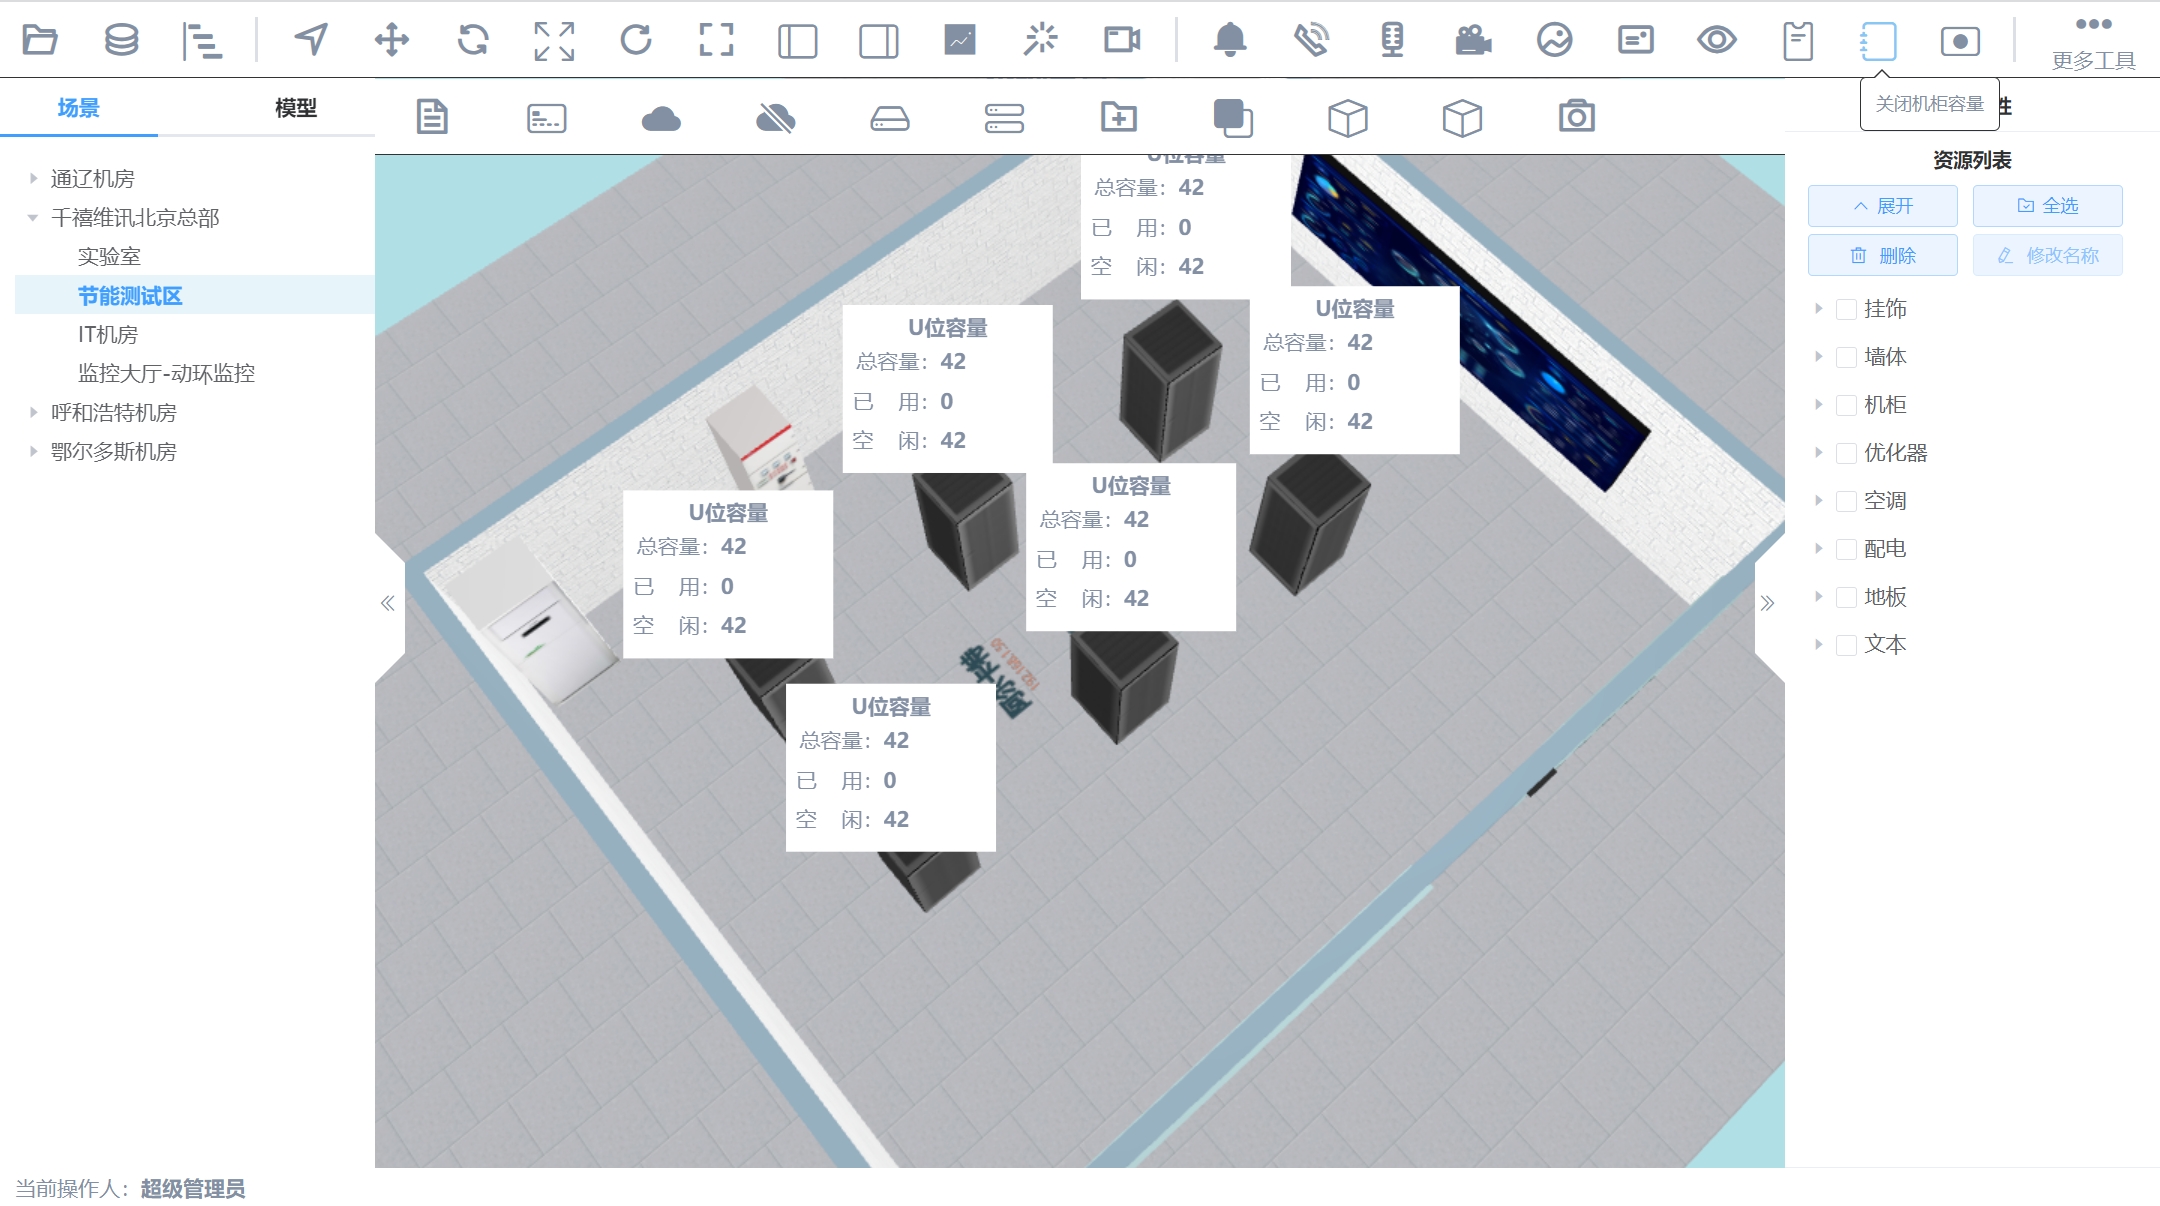 更多工具
关闭机柜容量
性
场景
模型
通辽机房
千禧维讯北京总部
实验室
节能测试区
IT机房
监控大厅-动环监控
呼和浩特机房
鄂尔多斯机房
U位容量
总容量：42
已 用：0
空 闲：42
U位容量
总容量：42
已 用：0
空 闲：42
U位容量
总容量：42
已 用：0
空 闲：42
U位容量
总容量：42
已 用：0
空 闲：42
U位容量
总容量：42
已 用：0
空 闲：42
U位容量
总容量：42
已 用：0
空 闲：42
192.168.1.50
资源列表
展开
全选
删除
修改名称
挂饰
墙体
机柜
优化器
空调
配电
地板
文本
当前操作人：超级管理员